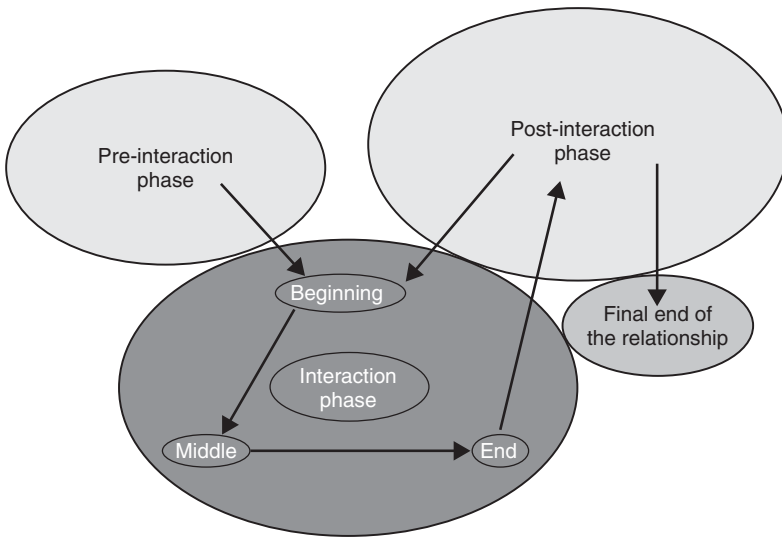 Pre-interaction
phase
Post-interaction
phase
Beginning
Final end of
the relationship
Interaction
phase
Middle
End